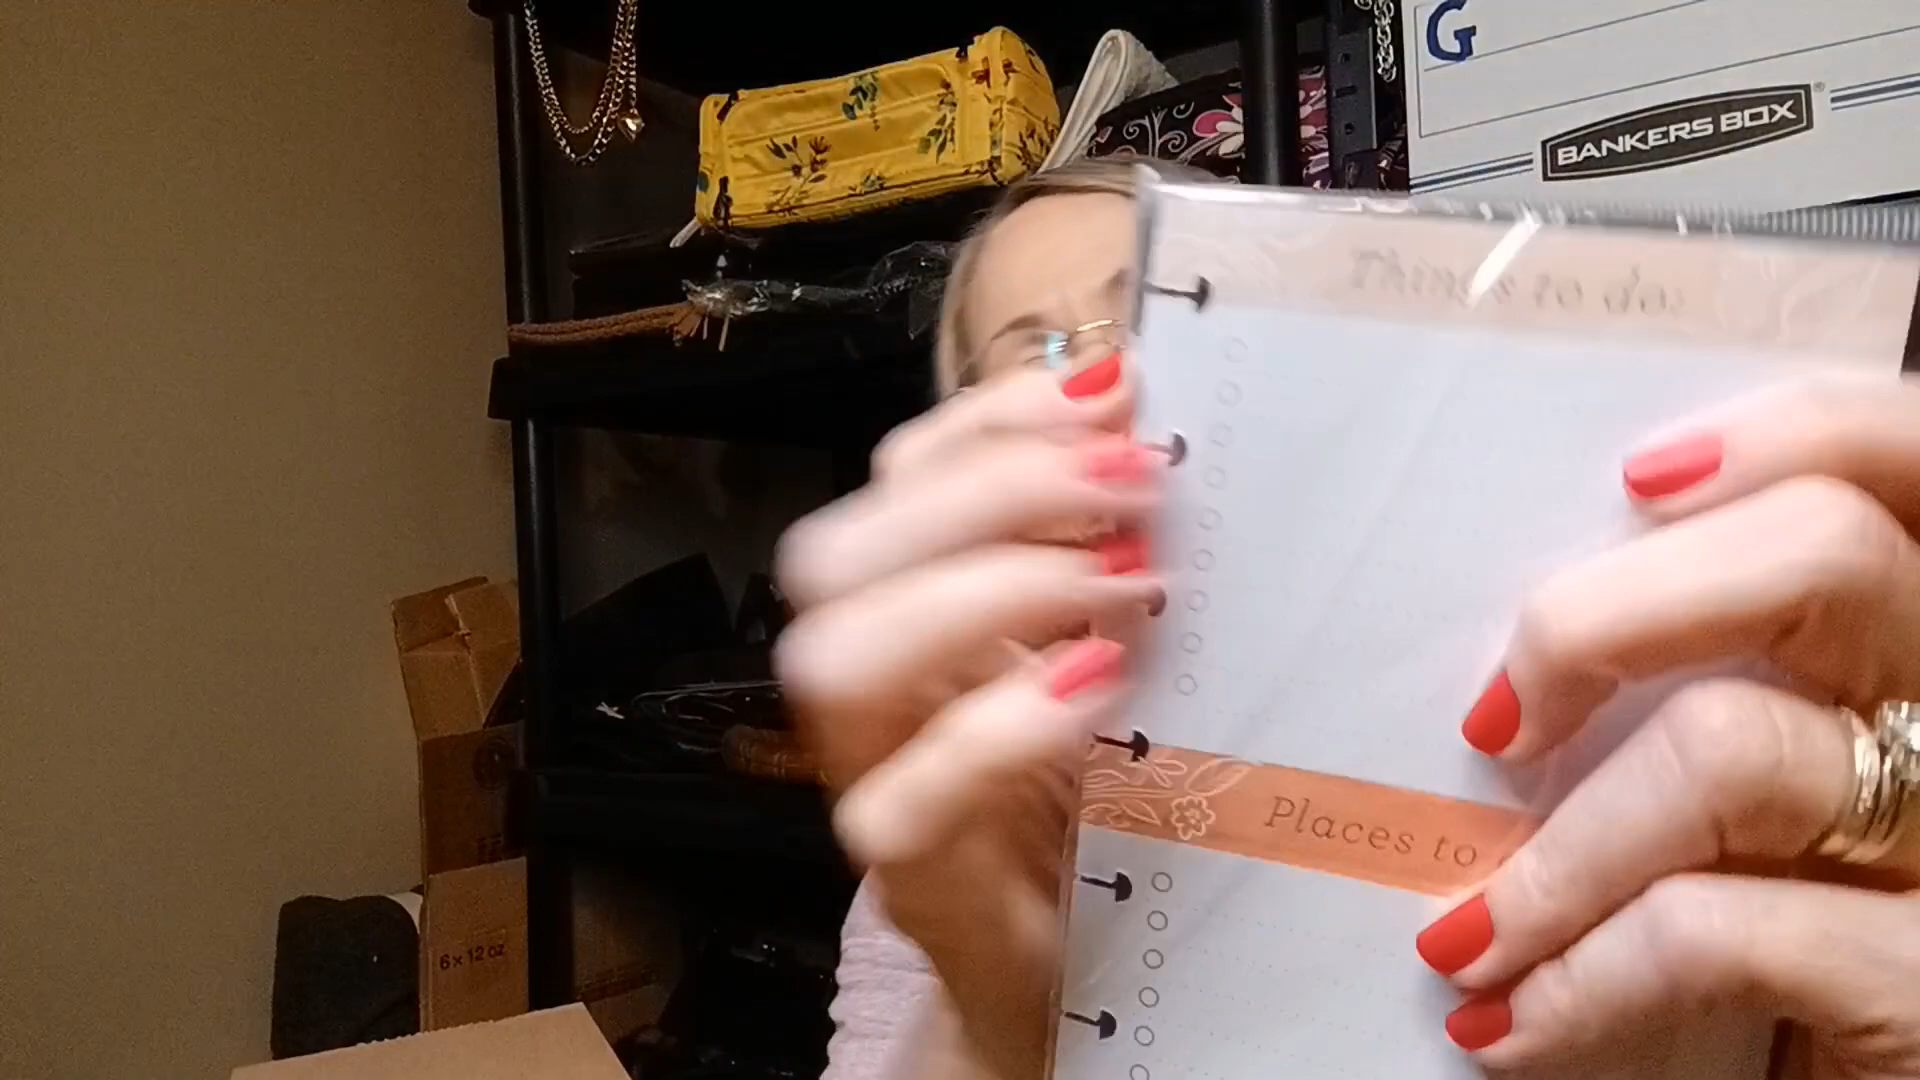 G
BANKERS BOX®
Things to do:
Places to
6 x 12 oz